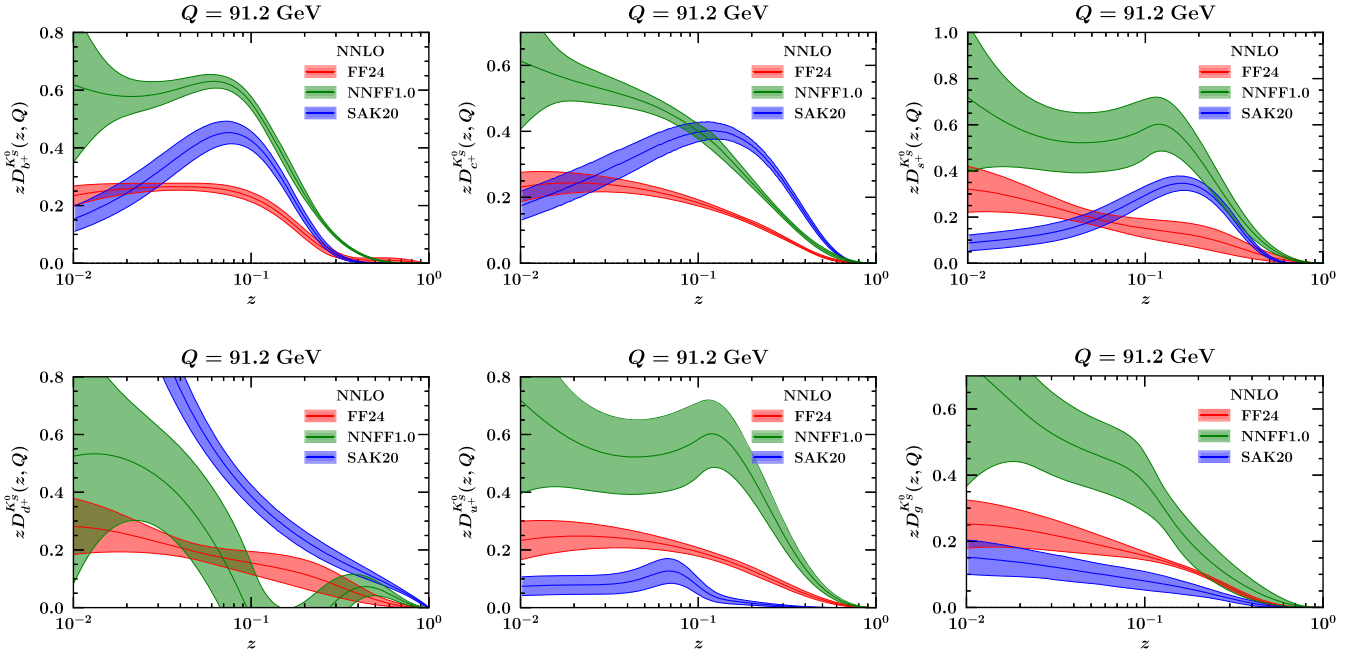 Q = 91.2 GeV
zD_{b^+}^{K_S^0}(z, Q)
0.8
0.6
0.4
0.2
0.0
NNLO
FF24
NNFF1.0
SAK20
10^{-2}
10^{-1}
10^{0}
z
Q = 91.2 GeV
zD_{c^+}^{K_S^0}(z, Q)
0.6
0.4
0.2
0.0
NNLO
FF24
NNFF1.0
SAK20
10^{-2}
10^{-1}
10^{0}
z
Q = 91.2 GeV
zD_{s^+}^{K_S^0}(z, Q)
1.0
0.8
0.6
0.4
0.2
0.0
NNLO
FF24
NNFF1.0
SAK20
10^{-2}
10^{-1}
10^{0}
z
Q = 91.2 GeV
zD_{d^+}^{K_S^0}(z, Q)
0.8
0.6
0.4
0.2
0.0
NNLO
FF24
NNFF1.0
SAK20
10^{-2}
10^{-1}
10^{0}
z
Q = 91.2 GeV
zD_{u^+}^{K_S^0}(z, Q)
0.8
0.6
0.4
0.2
0.0
NNLO
FF24
NNFF1.0
SAK20
10^{-2}
10^{-1}
10^{0}
z
Q = 91.2 GeV
zD_{g}^{K_S^0}(z, Q)
0.6
0.4
0.2
0.0
NNLO
FF24
NNFF1.0
SAK20
10^{-2}
10^{-1}
10^{0}
z